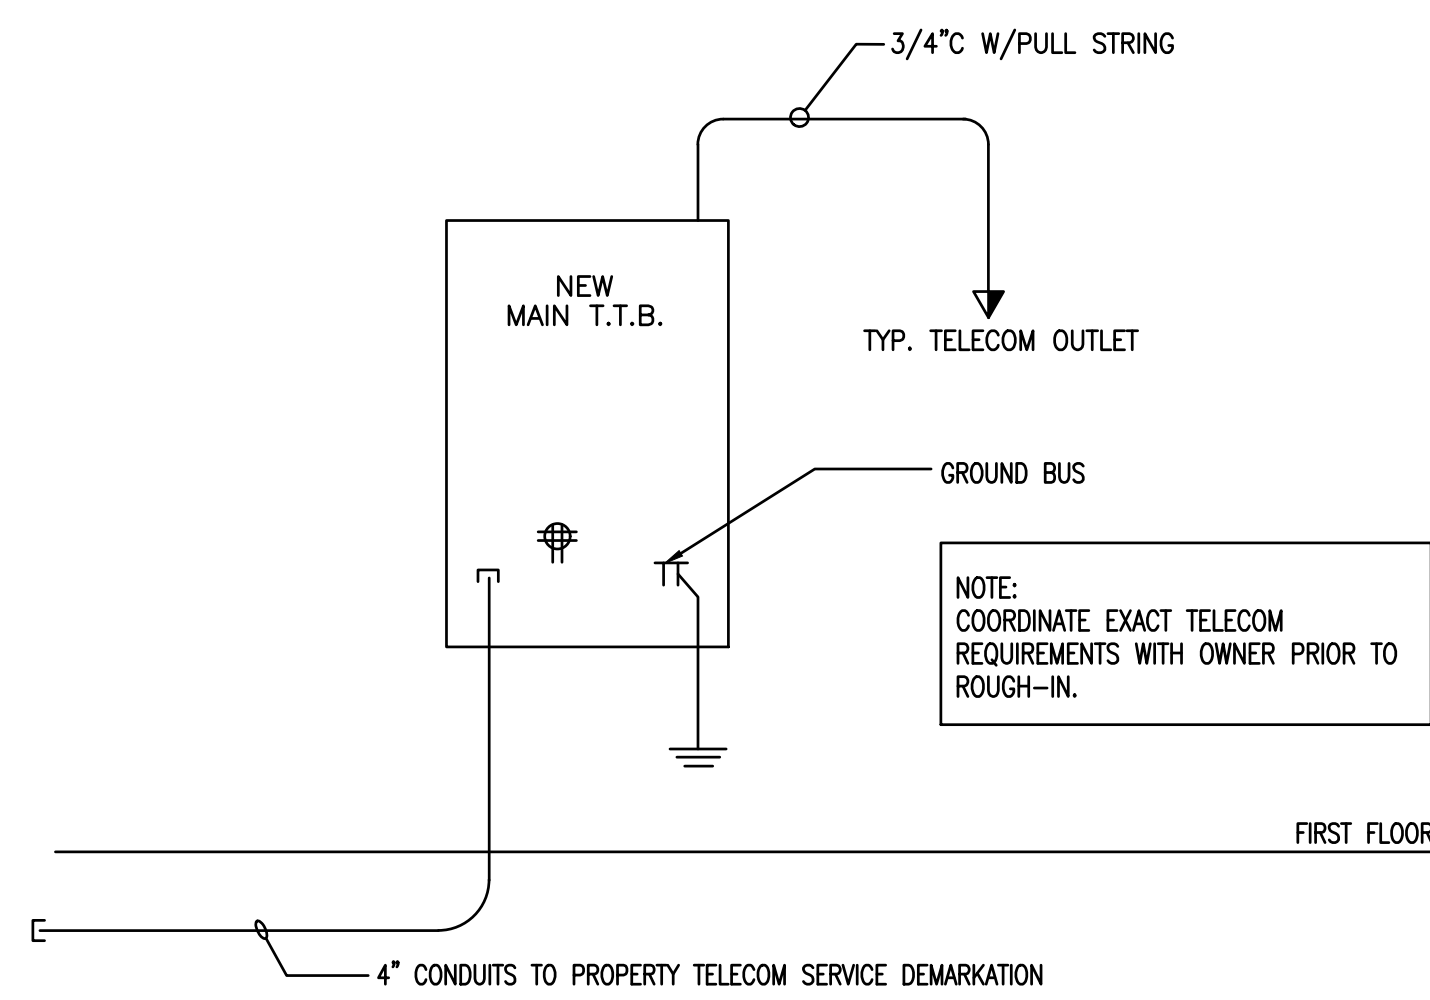 3/4"C W/PULL STRING
NEW
MAIN T.T.B.
TYP. TELECOM OUTLET
GROUND BUS
NOTE:
COORDINATE EXACT TELECOM
REQUIREMENTS WITH OWNER PRIOR TO
ROUGH-IN.
FIRST FLOOR
4" CONDUITS TO PROPERTY TELECOM SERVICE DEMARKATION